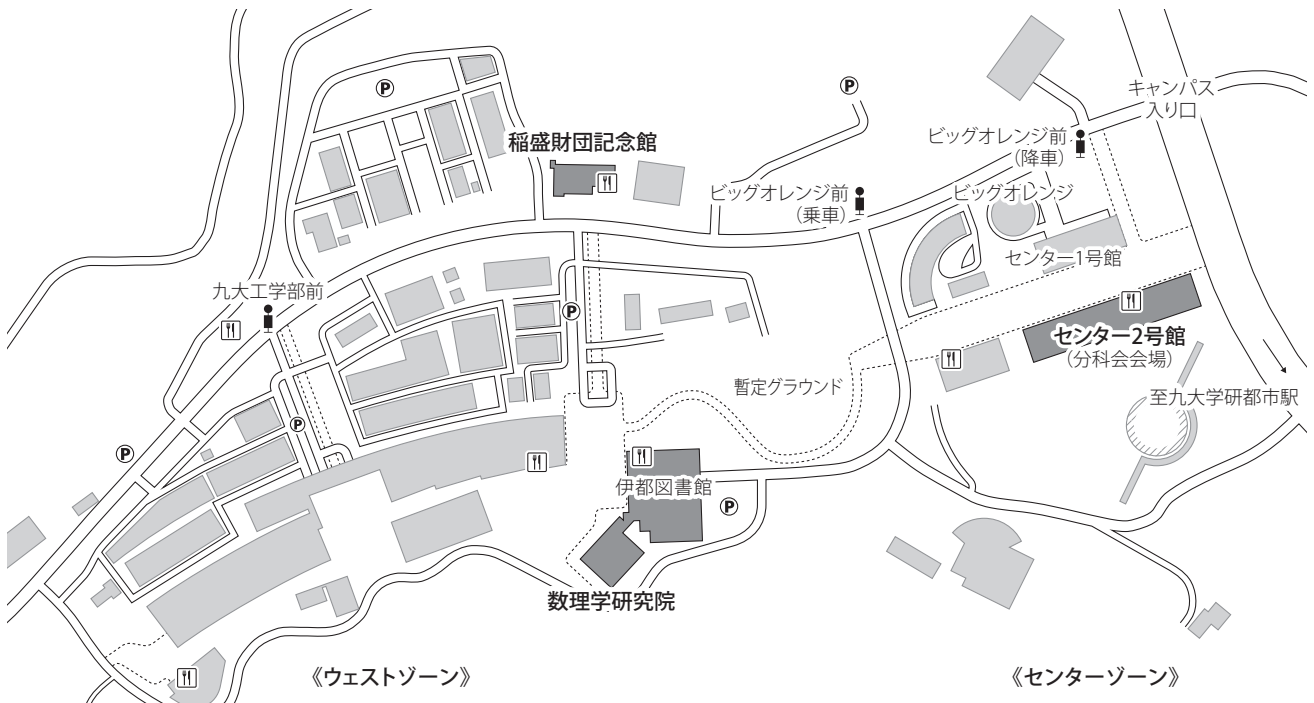 キャンパス
入り口
P
P
ビッグオレンジ前
（降車）
稲盛財団記念館
ビッグオレンジ前
（乗車）
ビッグオレンジ
センター1号館
九大工学部前
P
センター2号館
（分科会会場）
暫定グラウンド
至九大学研都市駅
P
P
伊都図書館
P
数理学研究院
《ウェストゾーン》
《センターゾーン》